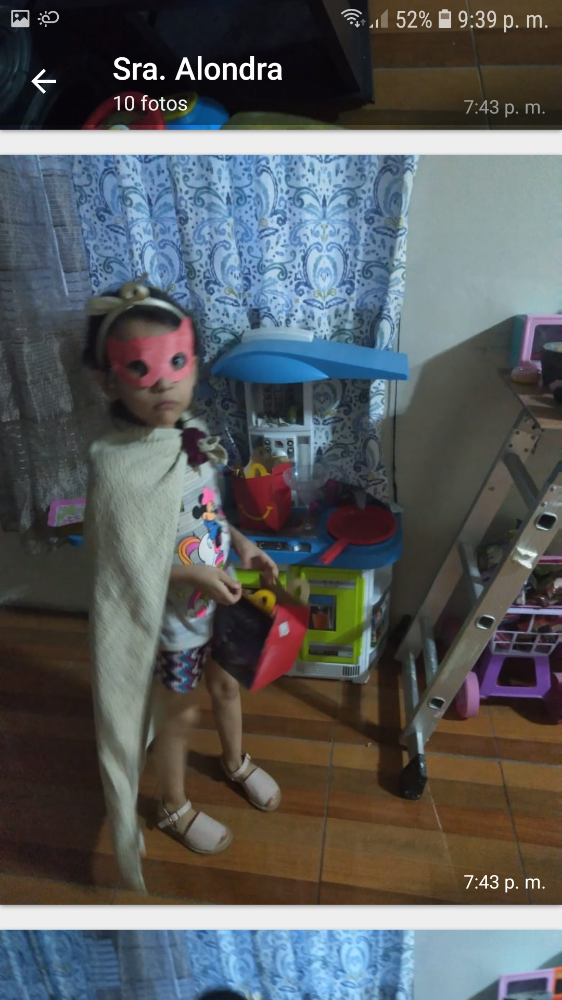 52% 9:39 p. m.
Sra. Alondra
10 fotos
7:43 p. m.
7:43 p. m.